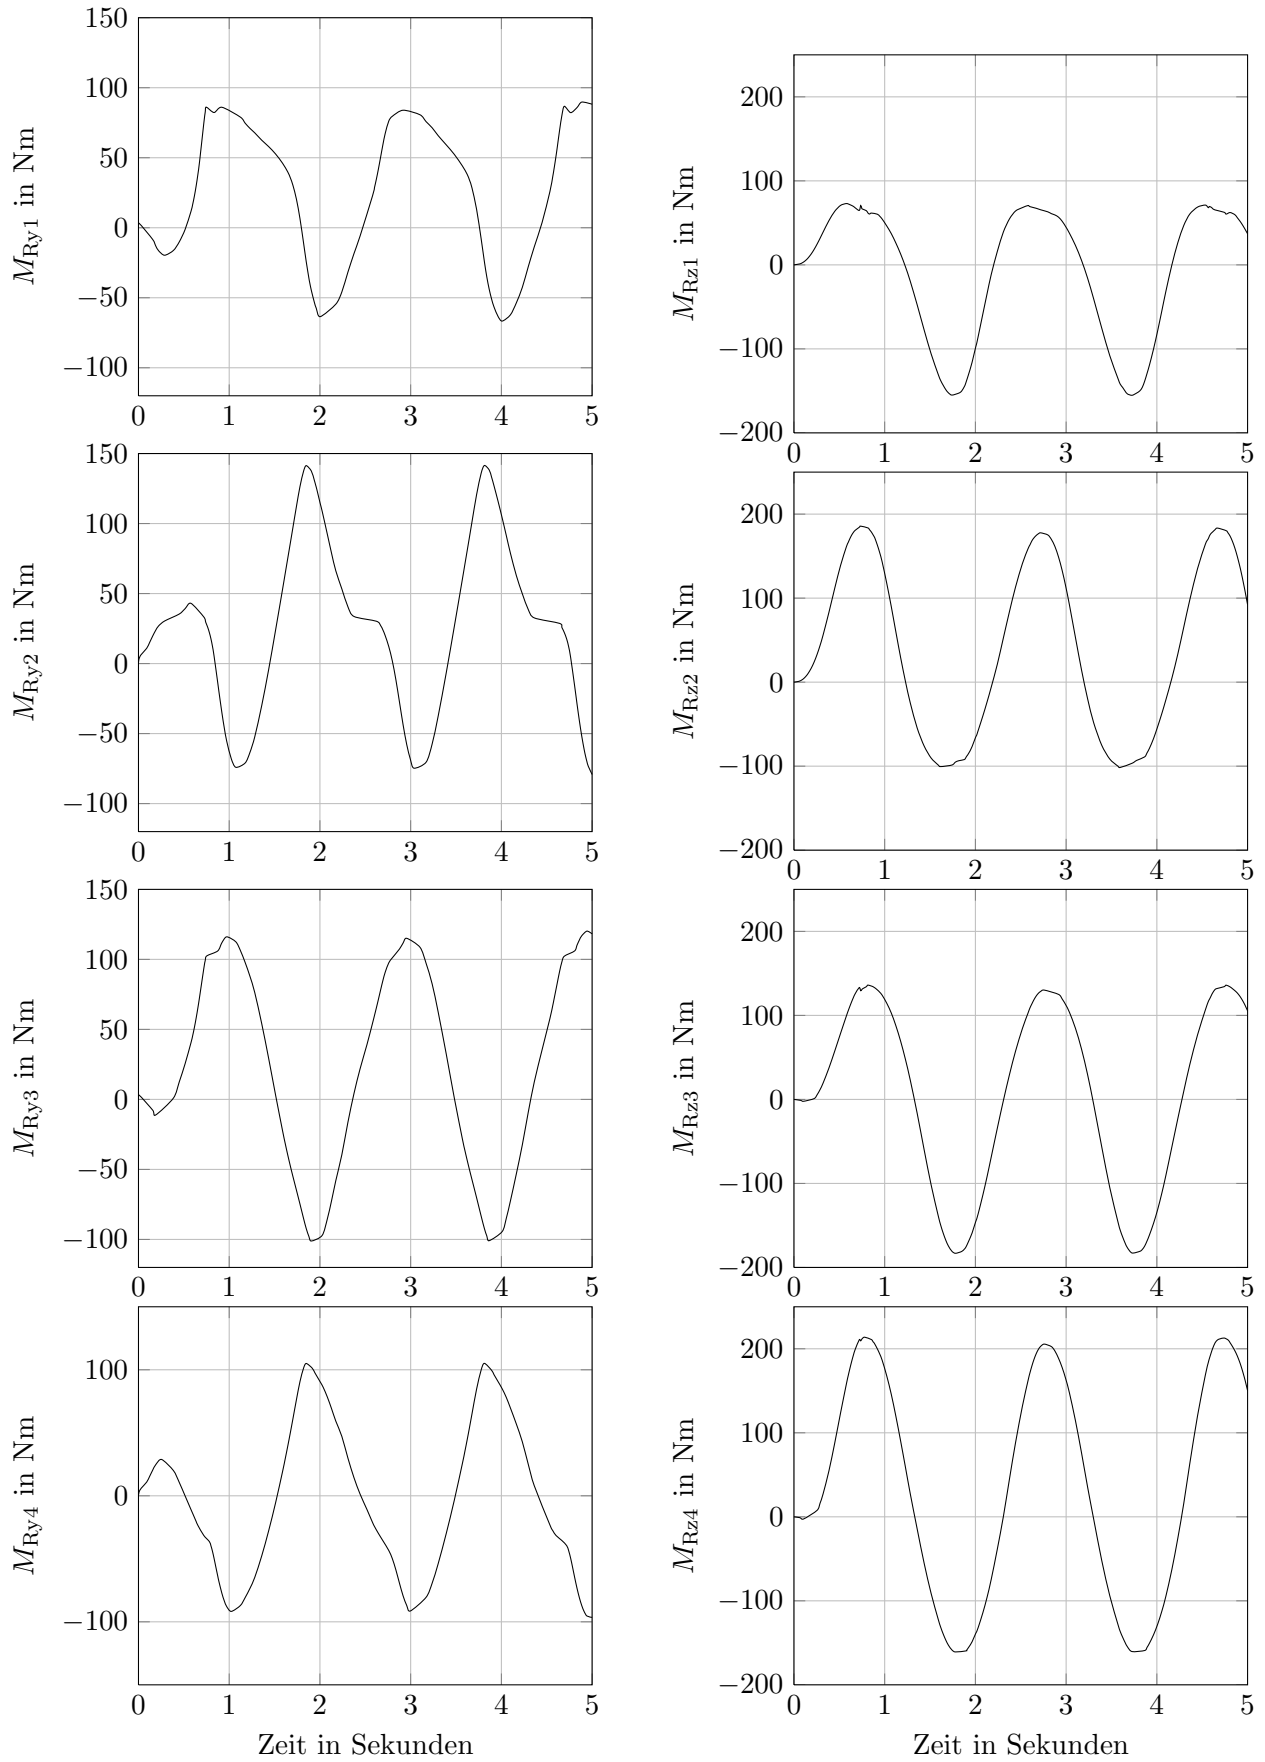 150
100
50
0
−50
−100
0 1 2 3 4 5
M_Ry1 in Nm
200
100
0
−100
−200
0 1 2 3 4 5
M_Rz1 in Nm
150
100
50
0
−50
−100
0 1 2 3 4 5
M_Ry2 in Nm
200
100
0
−100
−200
0 1 2 3 4 5
M_Rz2 in Nm
150
100
50
0
−50
−100
0 1 2 3 4 5
M_Ry3 in Nm
200
100
0
−100
−200
0 1 2 3 4 5
M_Rz3 in Nm
100
0
−100
0 1 2 3 4 5
M_Ry4 in Nm
Zeit in Sekunden
200
100
0
−100
−200
0 1 2 3 4 5
M_Rz4 in Nm
Zeit in Sekunden